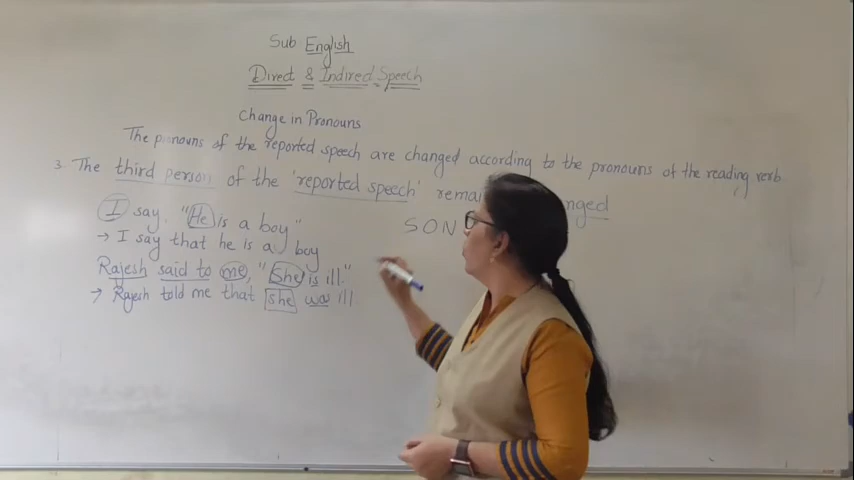 Sub English
Direct & Indirect Speech
Change in Pronouns
The pronouns of the reported speech are changed according to the pronouns of the reading verb.
3. The third person of the 'reported speech' rema nged
I say, "He is a boy"
SON
→ I say that he is a boy
Rajesh said to me, "She is ill."
→ Rajesh told me that she was ill.